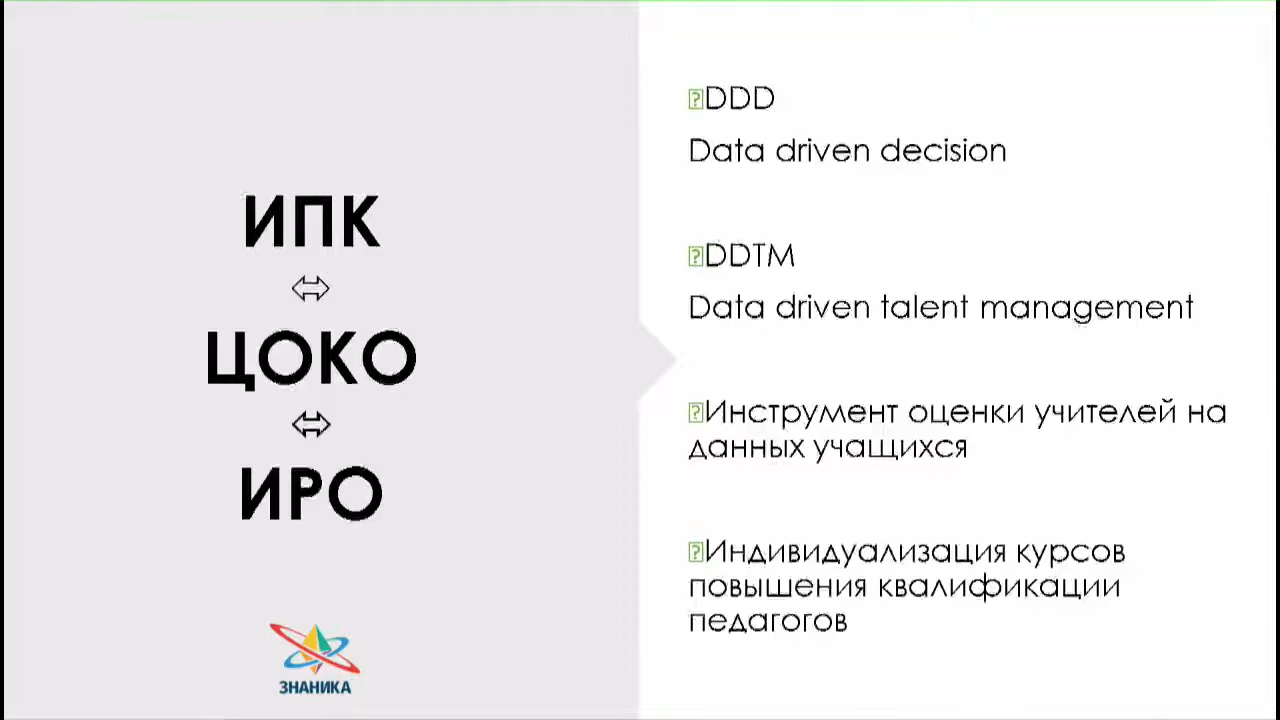 ИПК
⬄
ЦОКО
⬄
ИРО
ЗНАНИКА
DDD
Data driven decision
DDTM
Data driven talent management
Инструмент оценки учителей на
данных учащихся
Индивидуализация курсов
повышения квалификации
педагогов